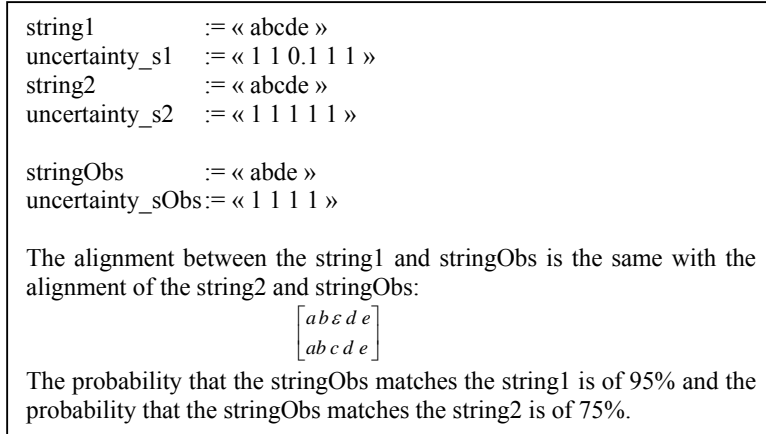 string1 := « abcde »
uncertainty_s1 := « 1 1 0.1 1 1 »
string2 := « abcde »
uncertainty_s2 := « 1 1 1 1 1 »
stringObs := « abde »
uncertainty_sObs := « 1 1 1 1 »
The alignment between the string1 and stringObs is the same with the
alignment of the string2 and stringObs:
[a b ε d e]
[a b c d e]
The probability that the stringObs matches the string1 is of 95% and the
probability that the stringObs matches the string2 is of 75%.